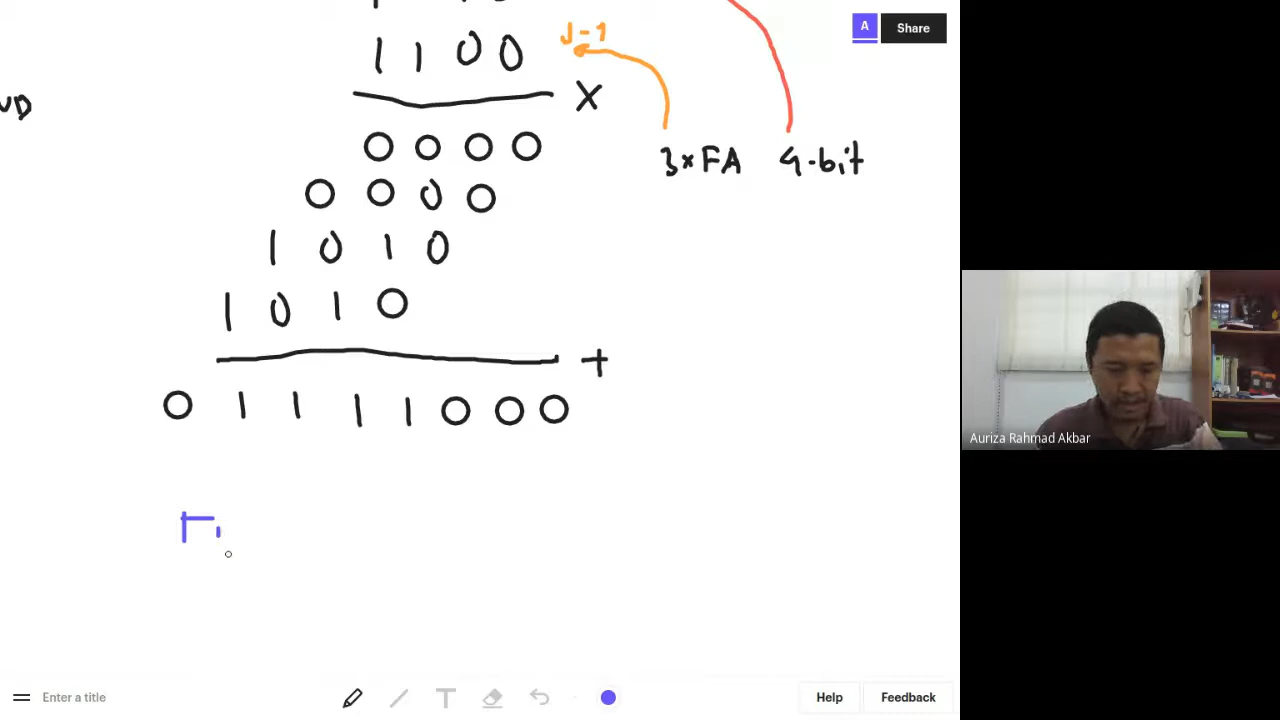 A Share
1 1 0 0 J-1
X
0 0 0 0
3×FA 4-bit
0 0 0 0
1 0 1 0
1 0 1 0
+
0 1 1 1 1 0 0 0
Auriza Rahmad Akbar
Enter a title
T
Help Feedback